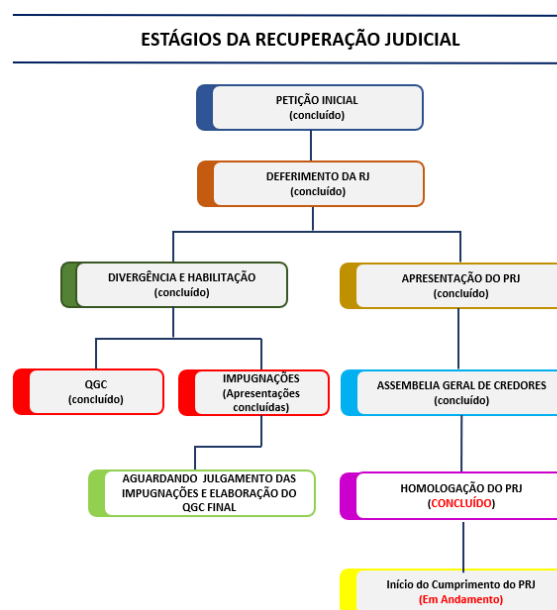 ESTÁGIOS DA RECUPERAÇÃO JUDICIAL
PETIÇÃO INICIAL
(concluído)
DEFERIMENTO DA RJ
(concluído)
DIVERGÊNCIA E HABILITAÇÃO
(concluído)
APRESENTAÇÃO DO PRJ
(concluído)
QGC
(concluído)
IMPUGNAÇÕES
(Apresentações
concluídas)
ASSEMBELIA GERAL DE CREDORES
(concluído)
AGUARDANDO JULGAMENTO DAS
IMPUGNAÇÕES E ELABORAÇÃO DO
QGC FINAL
HOMOLOGAÇÃO DO PRJ
(CONCLUÍDO)
Início do Cumprimento do PRJ
(Em Andamento)